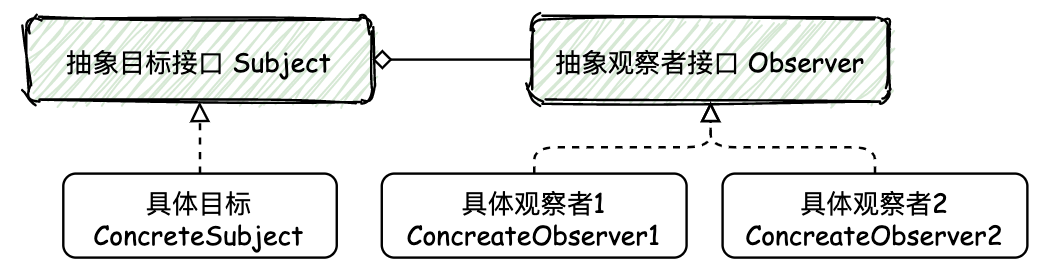 抽象目标接口 Subject
抽象观察者接口 Observer
具体目标
ConcreteSubject
具体观察者1
ConcreateObserver1
具体观察者2
ConcreateObserver2